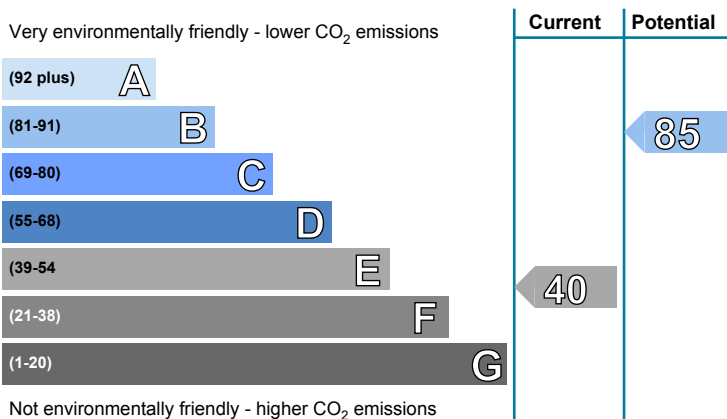 Current Potential
Very environmentally friendly - lower CO2 emissions
(92 plus) A
(81-91) B
85
(69-80) C
(55-68) D
(39-54 E
40
(21-38) F
(1-20) G
Not environmentally friendly - higher CO2 emissions